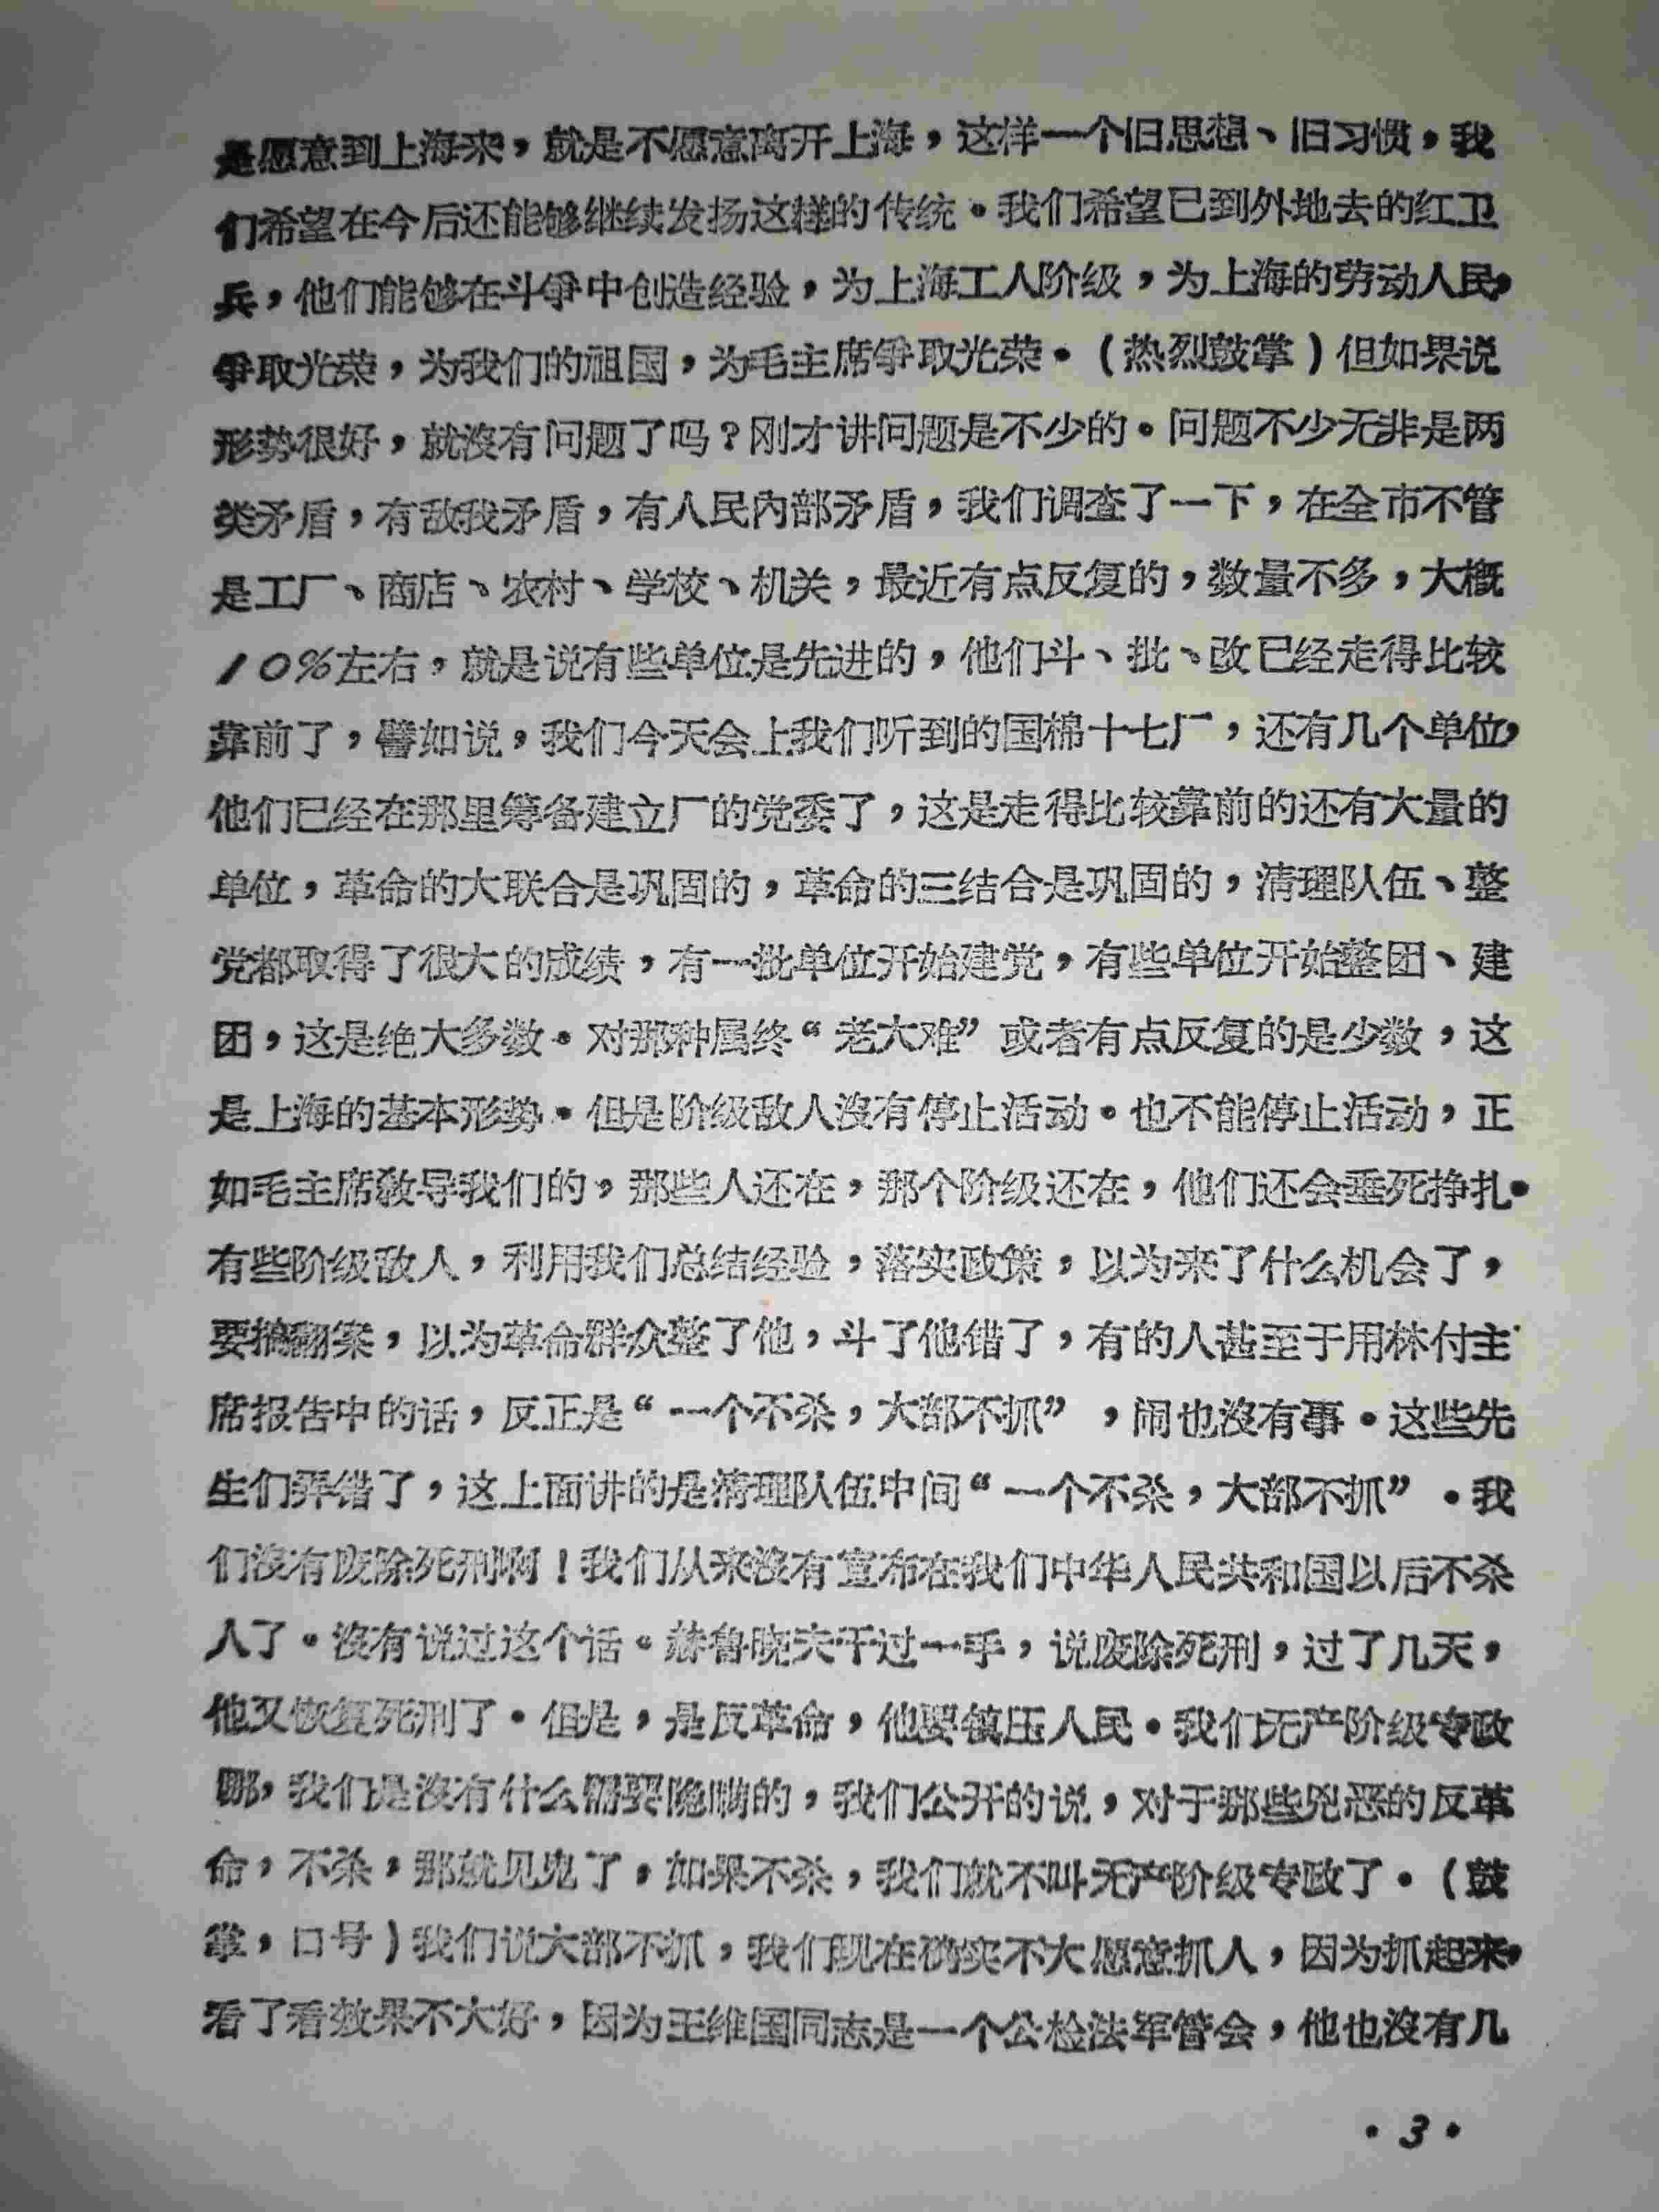 是愿意到上海来，就是不愿意离开上海，这样一个旧思想、旧习惯，我
们希望在今后还能够继续发扬这样的传统。我们希望已到外地去的红卫
兵，他们能够在斗争中创造经验，为上海工人阶级，为上海的劳动人民，
争取光荣，为我们的祖国，为毛主席争取光荣。（热烈鼓掌）但如果说
形势很好，就沒有问题了吗？刚才讲问题是不少的。问题不少无非是两
类矛盾，有敌我矛盾，有人民内部矛盾，我们调查了一下，在全市不管
是工厂、商店、农村、学校、机关，最近有点反复的，数量不多，大概
10％左右，就是说有些单位是先进的，他们斗、批、改已经走得比较
靠前了，譬如说，我们今天会上我们听到的国棉十七厂，还有几个单位，
他们已经在那里筹备建立厂的党委了，这是走得比较靠前的还有大量的
单位，革命的大联合是巩固的，革命的三结合是巩固的，清理队伍、整
党都取得了很大的成绩，有一批单位开始建党，有些单位开始整团、建
团，这是绝大多数。对那种属终“老大难”或者有点反复的是少数，这
是上海的基本形势。但是阶级敌人沒有停止活动。也不能停止活动，正
如毛主席教导我们的，那些人还在，那个阶级还在，他们还会垂死挣扎。
有些阶级敌人，利用我们总结经验，落实政策，以为来了什么机会了，
要搞翻案，以为革命群众整了他，斗了他错了，有的人甚至于用林付主
席报告中的话，反正是“一个不杀，大部不抓”，闹也沒有事。这些先
生们弄错了，这上面讲的是清理队伍中间“一个不杀，大部不抓”。我
们沒有废除死刑啊！我们从来沒有宣布在我们中华人民共和国以后不杀
人了。沒有说过这个话。赫鲁晓夫干过一手，说废除死刑，过了几天，
他又恢复死刑了。但是，是反革命，他要镇压人民。我们无产阶级专政
哪，我们是沒有什么需要隐瞒的，我们公开的说，对于那些兇恶的反革
命，不杀，那就见鬼了，如果不杀，我们就不叫无产阶级专政了。（鼓
掌，口号）我们说大部不抓，我们现在确实不大愿意抓人，因为抓起来，
看了看效果不大好，因为王维国同志是一个公检法军管会，他也沒有几
·3·